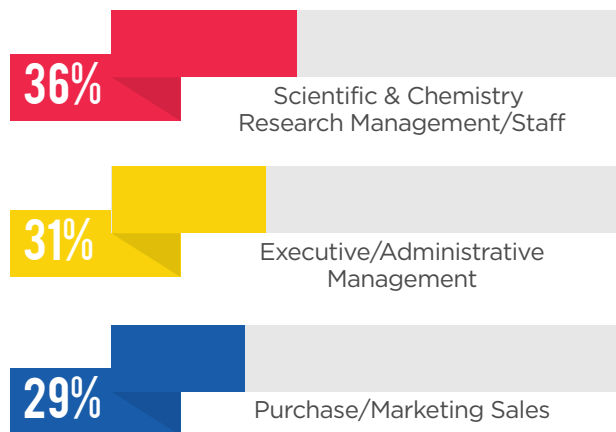 36%
Scientific & Chemistry
Research Management/Staff
31%
Executive/Administrative
Management
29%
Purchase/Marketing Sales